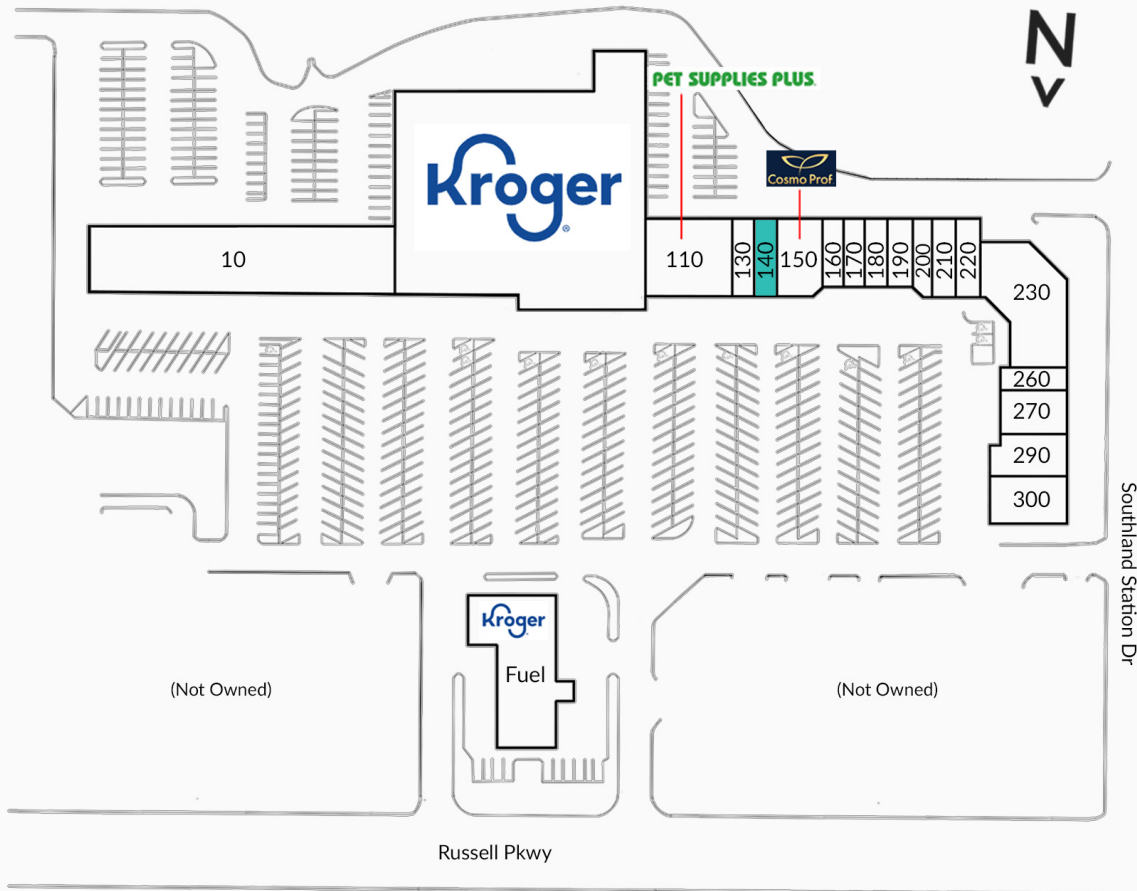 N
PET SUPPLIES PLUS.
Kroger®
Cosmo Prof
10
110
130
140
150
160
170
180
190
200
210
220
230
260
270
290
300
Southland Station Dr
Kroger
Fuel
(Not Owned)
(Not Owned)
Russell Pkwy